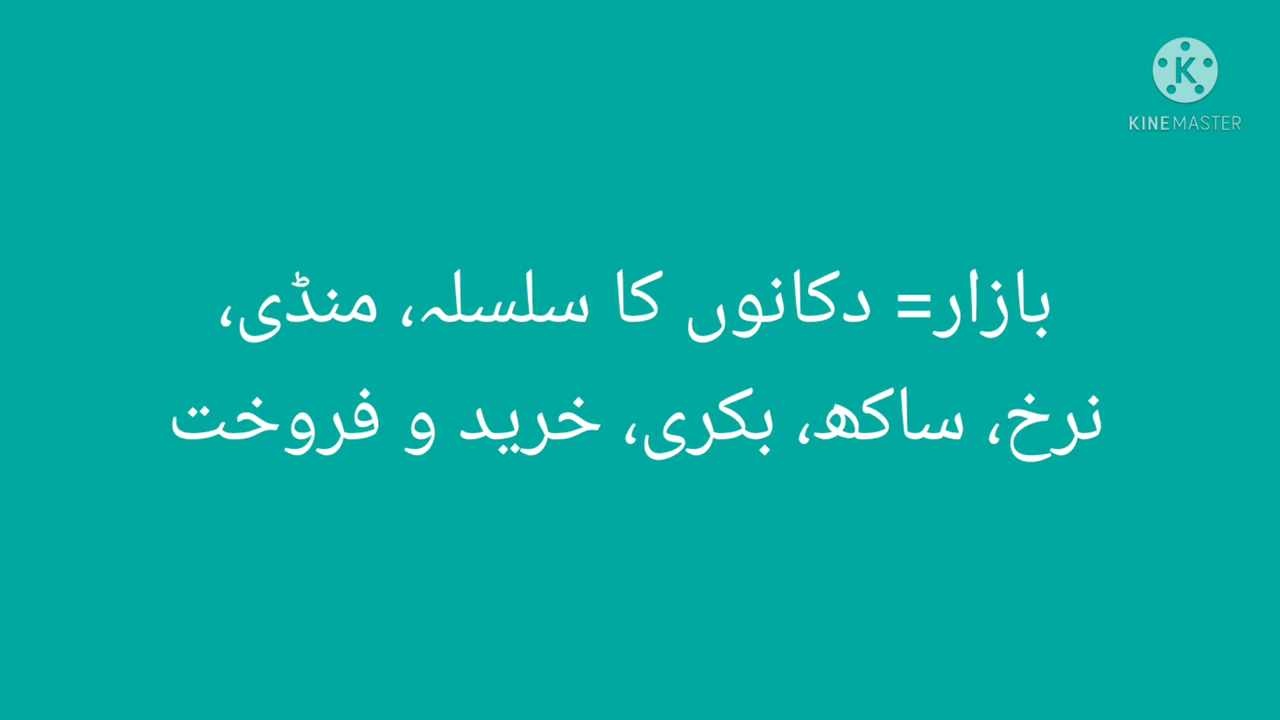 KINEMASTER
بازار= دکانوں کا سلسلہ، منڈی،
نرخ، ساکھ، بکری، خرید و فروخت